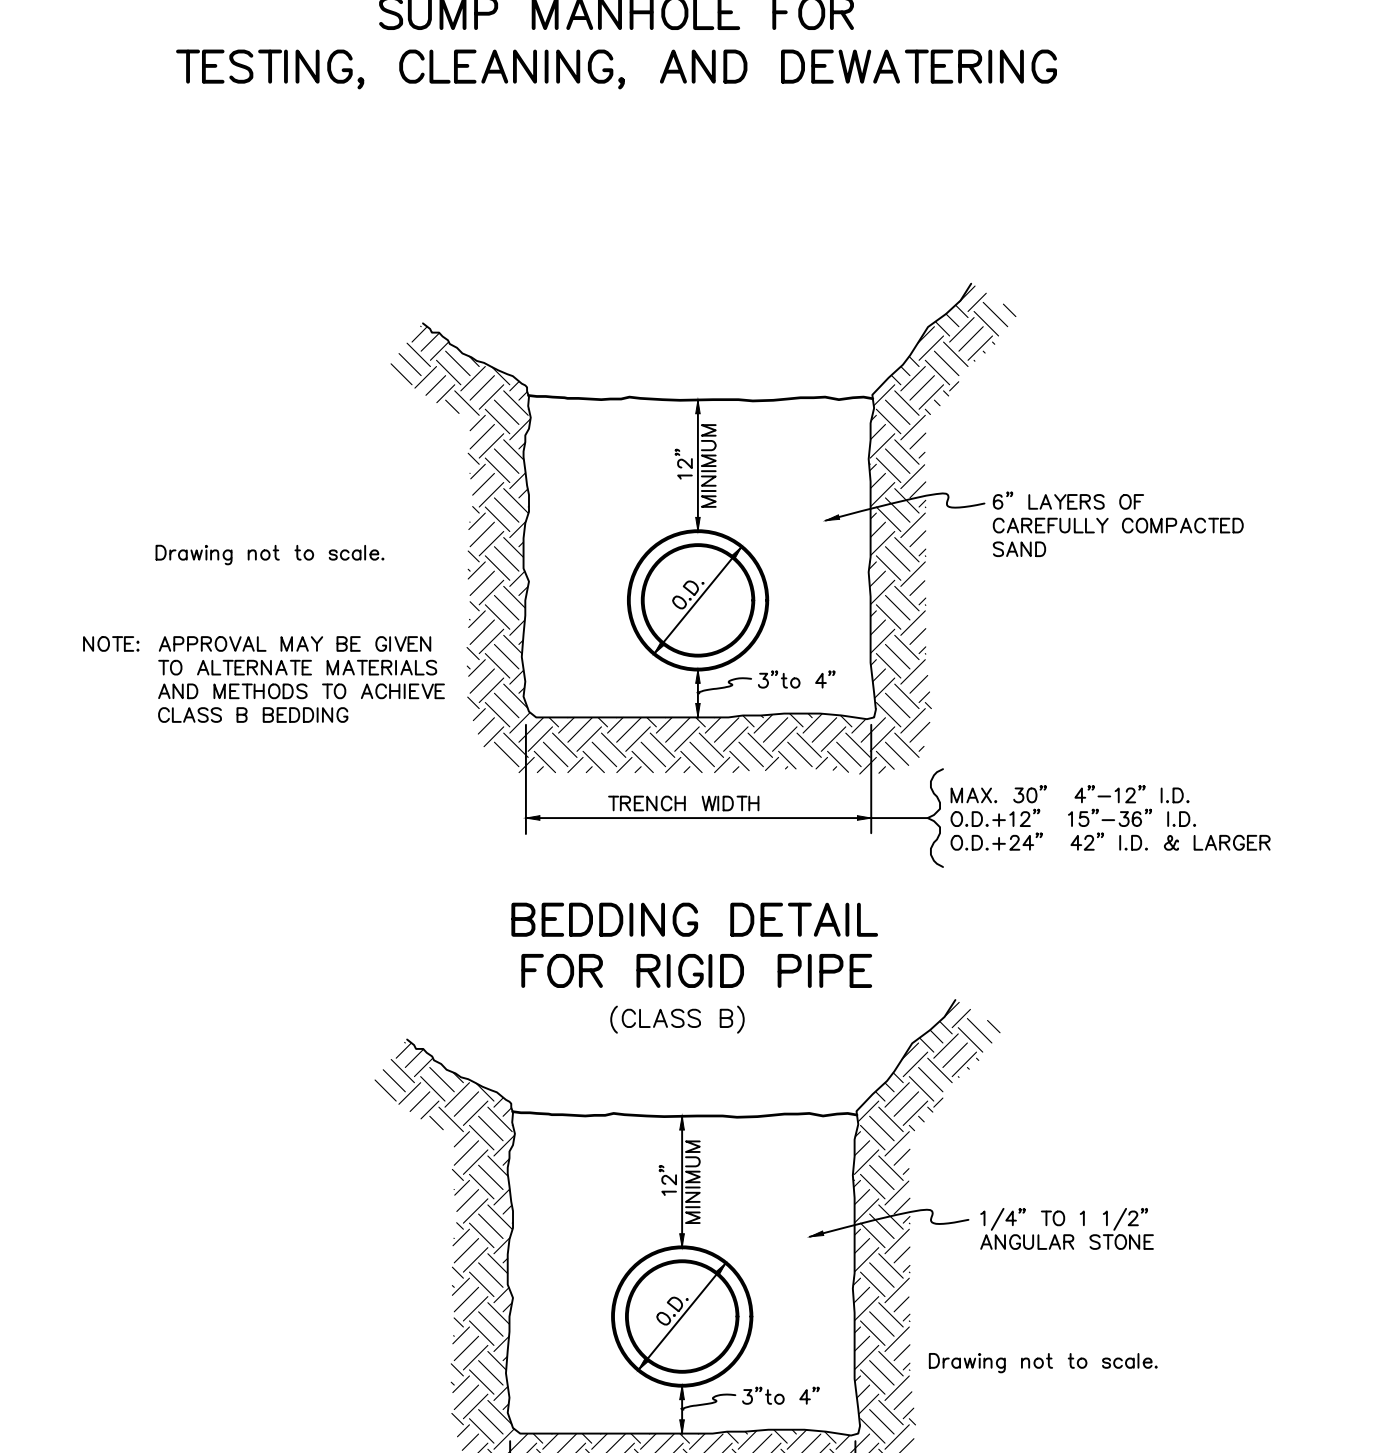 SUMP MANHOLE FOR
TESTING, CLEANING, AND DEWATERING
12"
MINIMUM
6" LAYERS OF
CAREFULLY COMPACTED
SAND
Drawing not to scale.
O.D.
NOTE: APPROVAL MAY BE GIVEN
TO ALTERNATE MATERIALS
AND METHODS TO ACHIEVE
CLASS B BEDDING
3"to 4"
TRENCH WIDTH
MAX. 30" 4"-12" I.D.
O.D.+12" 15"-36" I.D.
O.D.+24" 42" I.D. & LARGER
BEDDING DETAIL
FOR RIGID PIPE
(CLASS B)
12"
MINIMUM
1/4" TO 1 1/2"
ANGULAR STONE
O.D.
Drawing not to scale.
3"to 4"